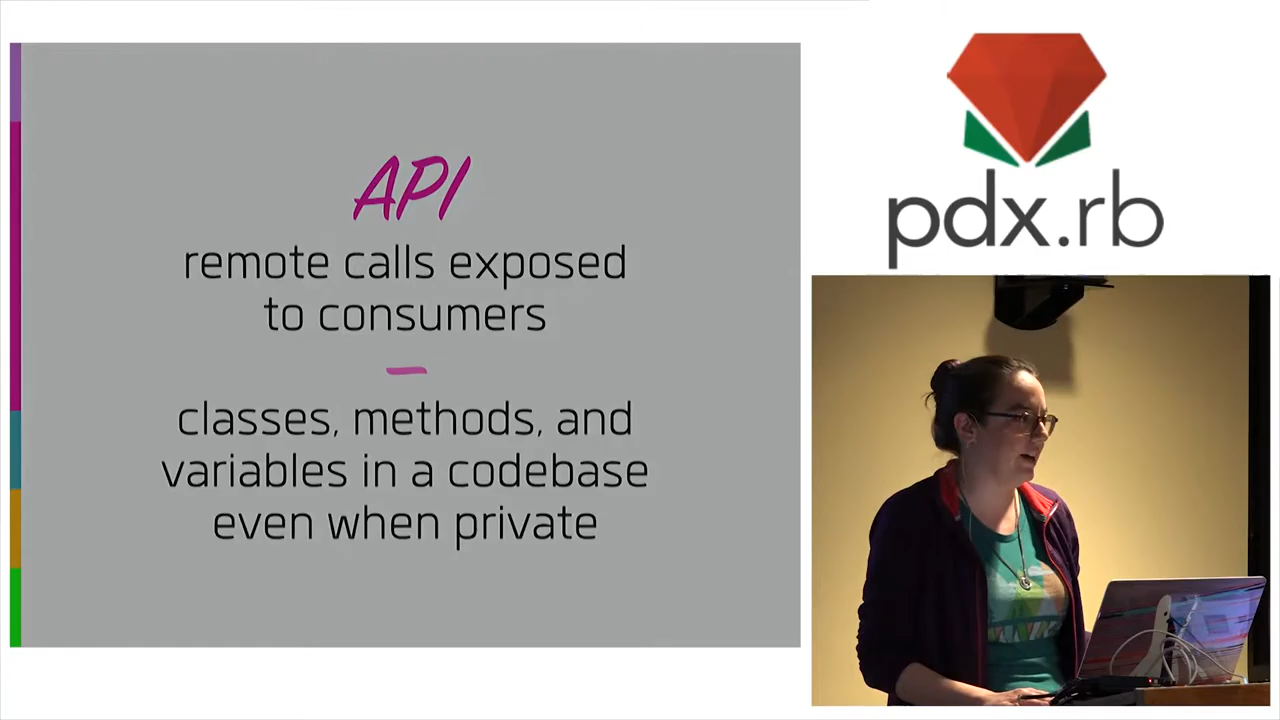 API
remote calls exposed
to consumers
classes, methods, and
variables in a codebase
even when private
pdx.rb